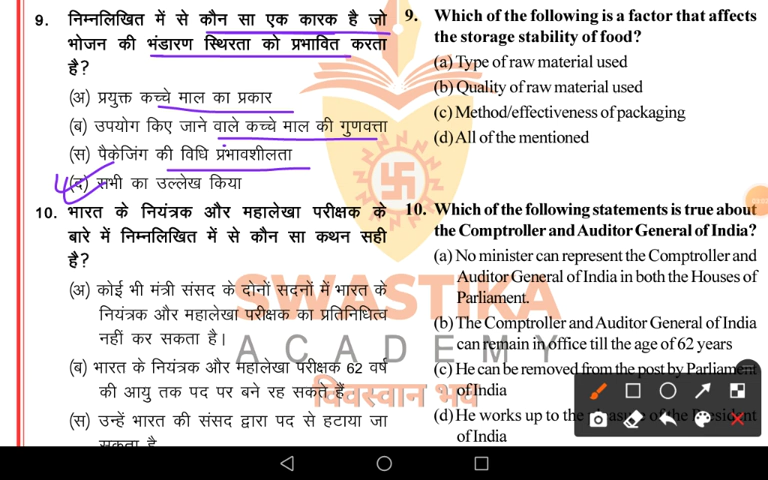 9. निम्नलिखित में से कौन सा एक कारक है जो
भोजन की भंडारण स्थिरता को प्रभावित करता
है?
(अ) प्रयुक्त कच्चे माल का प्रकार
(ब) उपयोग किए जाने वाले कच्चे माल की गुणवत्ता
(स) पैकेजिंग की विधि प्रंभावशीलता
(द) सभी का उल्लेख किया
10. भारत के नियंत्रक और महालेखा परीक्षक के
बारे में निम्नलिखित में से कौन सा कथन सही
है?
(अ) कोई भी मंत्री संसद के दोनों सदनों में भारत के
नियंत्रक और महालेखा परीक्षक का प्रतिनिधित्व
नहीं कर सकता है।
(ब) भारत के नियंत्रक और महालेखा परीक्षक 62 वर्ष
की आयु तक पद पर बने रह सकते हैं
(स) उन्हें भारत की संसद द्वारा पद से हटाया जा
सकता है
9. Which of the following is a factor that affects
the storage stability of food?
(a) Type of raw material used
(b) Quality of raw material used
(c) Method/effectiveness of packaging
(d) All of the mentioned
10. Which of the following statements is true about
the Comptroller and Auditor General of India?
(a) No minister can represent the Comptroller and
Auditor General of India in both the Houses of
Parliament.
(b) The Comptroller and Auditor General of India
can remain in office till the age of 62 years
(c) He can be removed from the post by Parliament
of India
(d) He works up to the pleasure of the President
of India
SWASTIKA
ACADEMY
विवस्वान भव